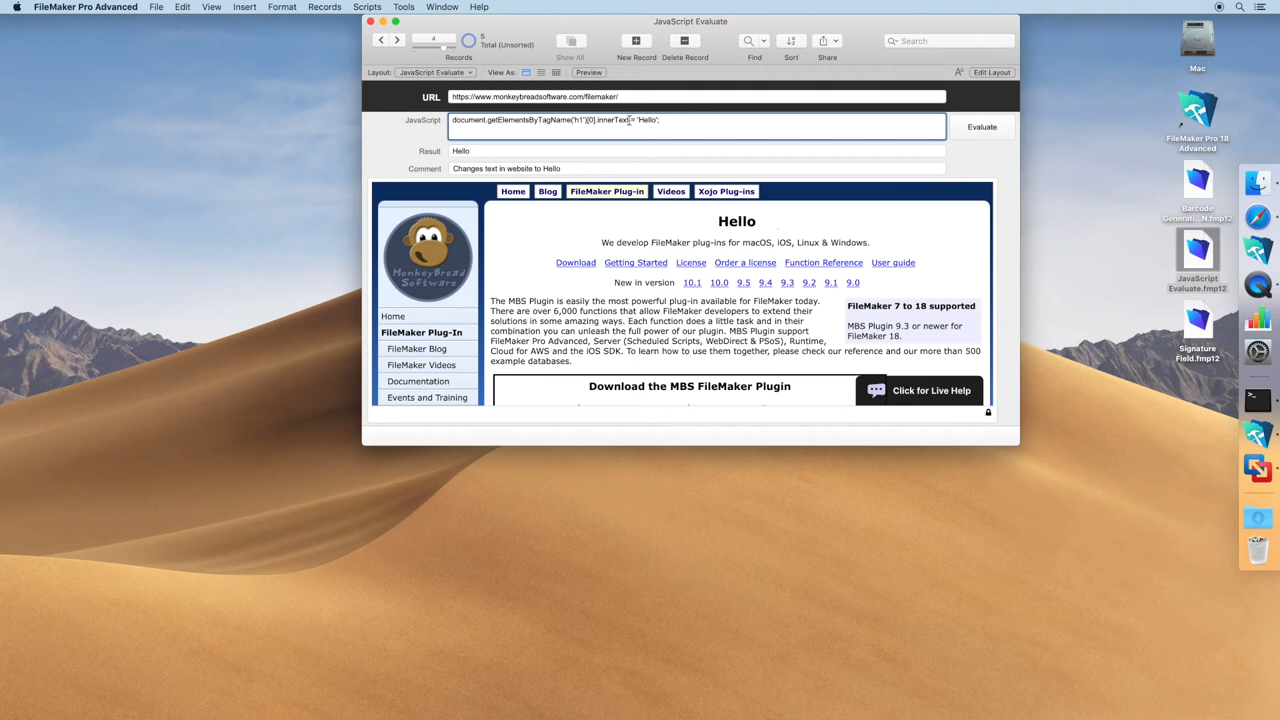 FileMaker Pro Advanced File Edit View Insert Format Records Scripts Tools Window Help
JavaScript Evaluate
4
5
Total (Unsorted)
Records
Show All
New Record
Delete Record
Find
Sort
Share
Search
Layout: JavaScript Evaluate View As: Preview Edit Layout
URL https://www.monkeybreadsoftware.com/filemaker/
JavaScript document.getElementsByTagName('h1')[0].innerText = 'Hello';
Evaluate
Result Hello
Comment Changes text in website to Hello
Home Blog FileMaker Plug-in Videos Xojo Plug-ins
MonkeyBread
Software
Home
FileMaker Plug-In
FileMaker Blog
FileMaker Videos
Documentation
Events and Training
Hello
We develop FileMaker plug-ins for macOS, iOS, Linux & Windows.
Download Getting Started License Order a license Function Reference User guide
New in version 10.1 10.0 9.5 9.4 9.3 9.2 9.1 9.0
The MBS Plugin is easily the most powerful plug-in available for FileMaker today.
There are over 6,000 functions that allow FileMaker developers to extend their
solutions in some amazing ways. Each function does a little task and in their
combination you can unleash the full power of our plugin. MBS Plugin support
FileMaker Pro Advanced, Server (Scheduled Scripts, WebDirect & PSoS), Runtime,
Cloud for AWS and the iOS SDK. To learn how to use them together, please check our reference and our more than 500
example databases.
FileMaker 7 to 18 supported
MBS Plugin 9.3 or newer for
FileMaker 18.
Download the MBS FileMaker Plugin
Click for Live Help
Mac
FileMaker Pro 18
Advanced
Barcode
Generati...N.fmp12
JavaScript
Evaluate.fmp12
Signature
Field.fmp12